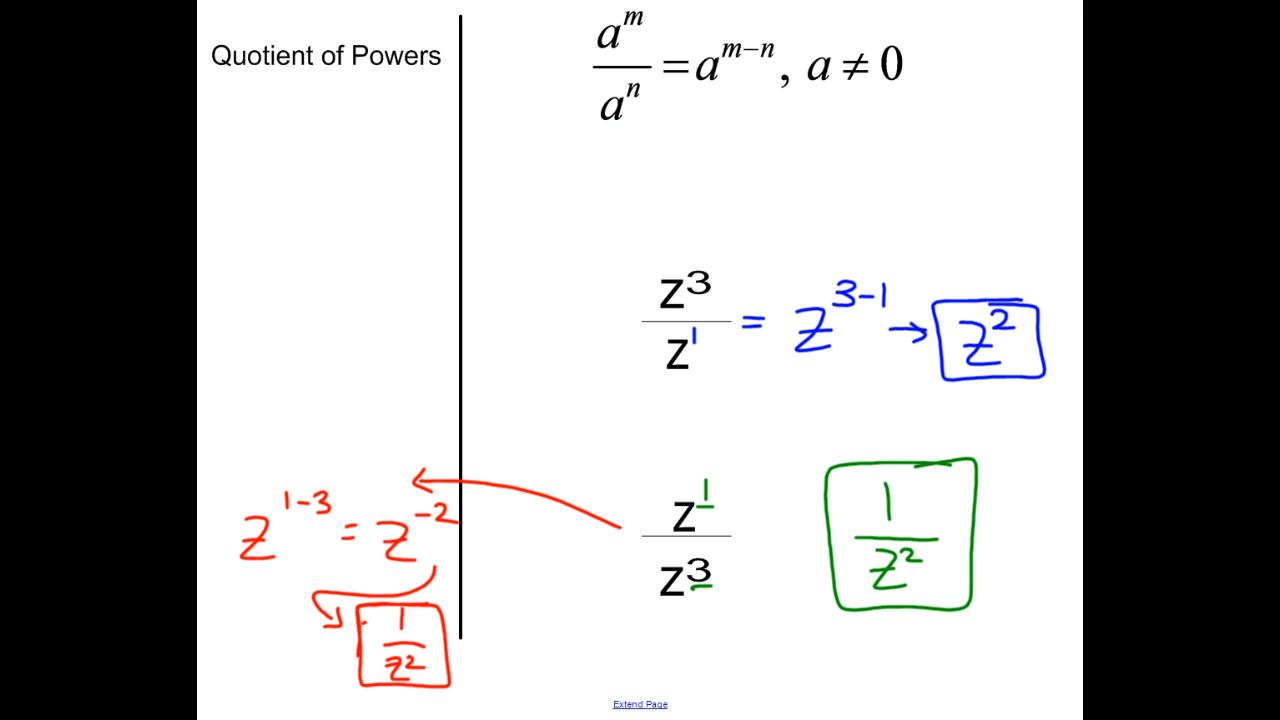 Quotient of Powers
a^m / a^n = a^{m-n}, a ≠ 0
z^3 / z^1 = z^{3-1} → z^2
z^1 / z^3
1 / z^2
z^{1-3} = z^{-2}
1 / z^2
Extend Page